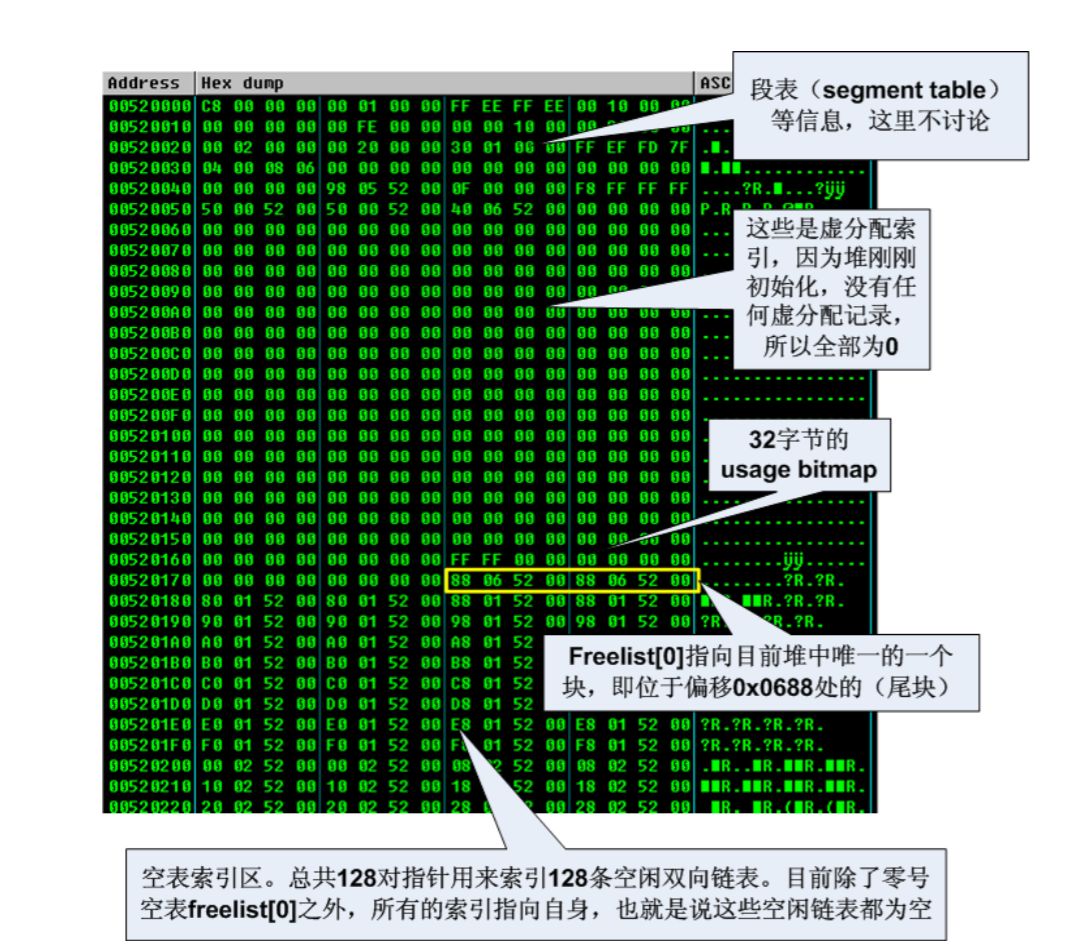 Address Hex dump ASC
00520000 C8 00 00 00 00 01 00 00 FF EE FF EE 00 10 00
00520010 00 00 00 00 00 FE 00 00 00 00 10 00 00
00520020 00 02 00 00 00 20 00 00 30 01 00 00 FF EF FD 7F
00520030 04 00 08 06 00 00 00 00 00 00 00 00 00 00 00 00
00520040 00 00 00 00 98 05 52 00 0F 00 00 00 F8 FF FF FF ....?R.■...?ÿÿ
00520050 50 00 52 00 50 00 52 00 40 06 52 00 00 00 00 00
00520060 00 00 00 00 00 00 00 00 00 00 00 00 00 00 00 00
00520070 00 00 00 00 00 00 00 00 00 00 00 00 00 00 00 00
00520080 00 00 00 00 00 00 00 00 00 00 00 00 00 00 00 00
00520090 00 00 00 00 00 00 00 00 00 00 00 00 00 00
005200A0 00 00 00 00 00 00 00 00 00 00 00 00 00 00 00 00
005200B0 00 00 00 00 00 00 00 00 00 00 00 00 00 00 00 00
005200C0 00 00 00 00 00 00 00 00 00 00 00 00 00 00 00 00
005200D0 00 00 00 00 00 00 00 00 00 00 00 00 00 00 00 00 ................
005200E0 00 00 00 00 00 00 00 00 00 00 00 00 00 00 00 00 ................
005200F0 00 00 00 00 00 00 00 00 00 00 00 00 00 00 00 00
00520100 00 00 00 00 00 00 00 00 00 00 00 00 00 00 00 00
00520110 00 00 00 00 00 00 00 00 00 00 00 00 00 00 00 00
00520120 00 00 00 00 00 00 00 00 00 00 00 00 00 00 00 00
00520130 00 00 00 00 00 00 00 00 00 00 00 00 00 00 00 00
00520140 00 00 00 00 00 00 00 00 00 00 00 00 00 00 00 00
00520150 00 00 00 00 00 00 00 00 00 00 00 00 00 00 00 00 ................
00520160 00 00 00 00 00 00 00 00 FF FF 00 00 00 00 00 00 ........ÿÿ......
00520170 00 00 00 00 00 00 00 00 88 06 52 00 88 06 52 00
00520180 80 01 52 00 80 01 52 00 88 01 52 00 88 01 52 00
00520190 90 01 52 00 90 01 52 00 98 01 52 00 98 01 52 00
005201A0 A0 01 52 00 A0 01 52 00 A8 01 52
005201B0 B0 01 52 00 B0 01 52 00 B8 01 52
005201C0 C0 01 52 00 C0 01 52 00 C8 01 52
005201D0 D0 01 52 00 D0 01 52 00 D8 01 52
005201E0 E0 01 52 00 E0 01 52 00 E8 01 52 00 E8 01 52 00 ?R.?R.?R.?R.
005201F0 F0 01 52 00 F0 01 52 00 01 52 00 F8 01 52 00 ?R.?R.?R.?R.
00520200 00 02 52 00 00 02 52 00 08 52 00 08 02 52 00
00520210 10 02 52 00 10 02 52 00 18 52 00 18 02 52 00
00520220 20 02 52 00 20 02 52 00 28 00 28 02 52 00
段表（segment table）
等信息，这里不讨论
这些是虚分配索
引，因为堆刚刚
初始化，没有任
何虚分配记录，
所以全部为0
32字节的
usage bitmap
Freelist[0]指向目前堆中唯一的一个
块，即位于偏移0x0688处的（尾块）
空表索引区。总共128对指针用来索引128条空闲双向链表。目前除了零号
空表freelist[0]之外，所有的索引指向自身，也就是说这些空闲链表都为空